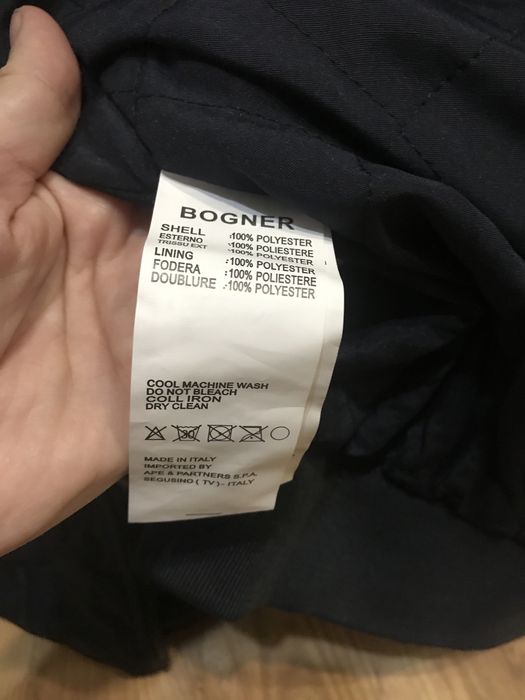 BOGNER
SHELL :100% POLYESTER
ESTERNO :100% POLIESTERE
TRISSU EXT :100% POLYESTER
LINING :100% POLYESTER
FODERA :100% POLIESTERE
DOUBLURE :100% POLYESTER
COOL MACHINE WASH
DO NOT BLEACH
COLL IRON
DRY CLEAN
30
MADE IN ITALY
IMPORTED BY
APE & PARTNERS S.P.A.
SEGUSINO ( TV ) - ITALY